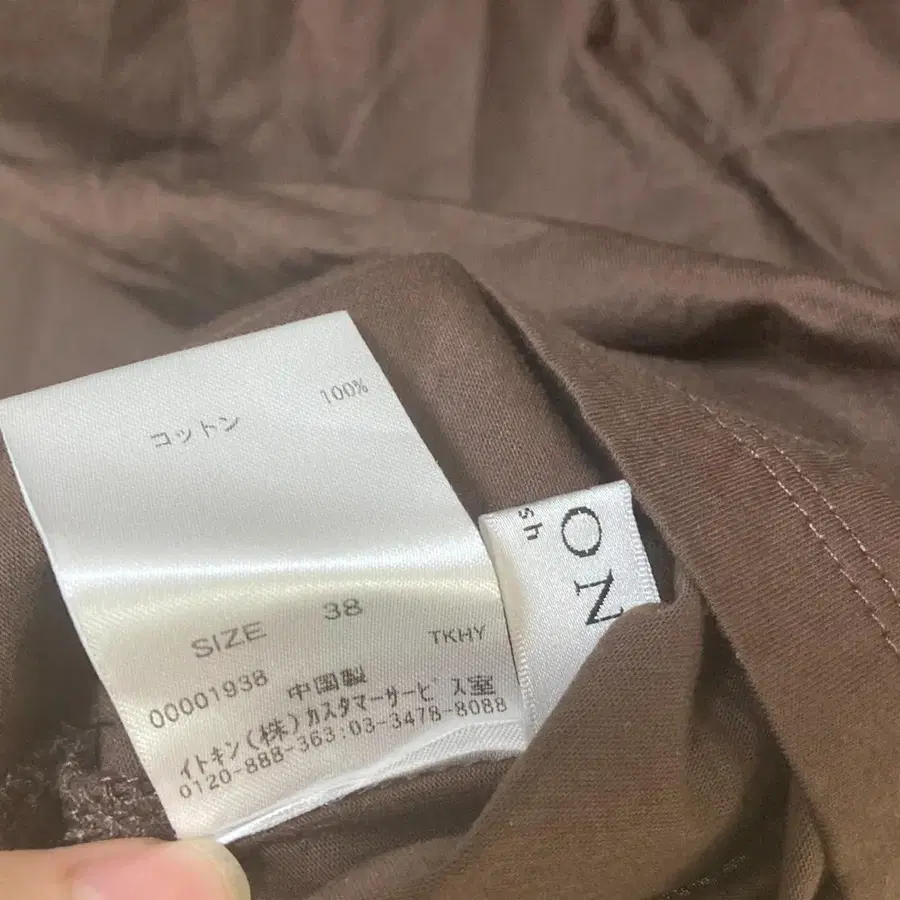 コットン 100%
SIZE 38
TKHY
00001938 中国製
イトキン(株)カスタマーサービス室
0120-888-363:03-3478-8088
ON